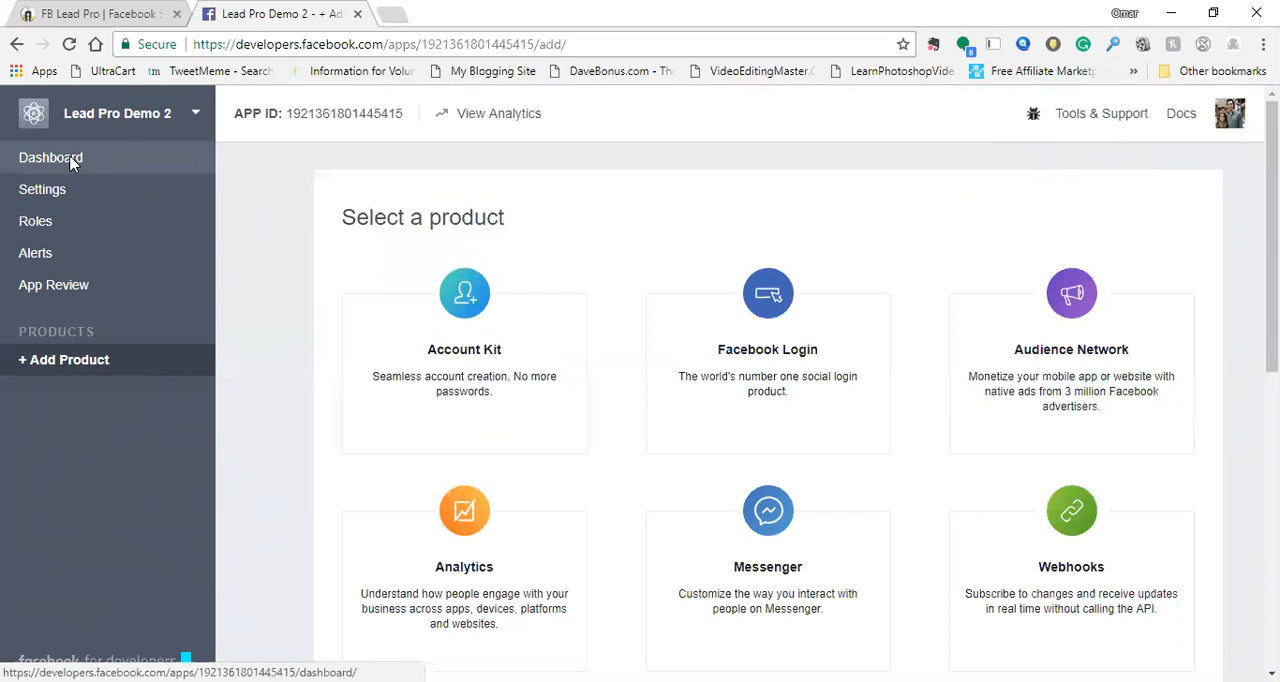 FB Lead Pro | Facebook
Lead Pro Demo 2 - + Ad
Omar
Secure
https://developers.facebook.com/apps/1921361801445415/add/
8
Apps
UltraCart
TweetMeme - Search
Information for Volu
My Blogging Site
DaveBonus.com - The
VideoEditingMaster.C
LearnPhotoshopVide
Free Affiliate Market
»
Other bookmarks
Lead Pro Demo 2
APP ID: 1921361801445415
View Analytics
Tools & Support
Docs
Dashboard
Settings
Roles
Alerts
App Review
PRODUCTS
+ Add Product
Select a product
Account Kit
Seamless account creation. No more
passwords.
Facebook Login
The world's number one social login
product.
Audience Network
Monetize your mobile app or website with
native ads from 3 million Facebook
advertisers.
Analytics
Understand how people engage with your
business across apps, devices, platforms
and websites.
Messenger
Customize the way you interact with
people on Messenger.
Webhooks
Subscribe to changes and receive updates
in real time without calling the API.
facebook for developers
https://developers.facebook.com/apps/1921361801445415/dashboard/